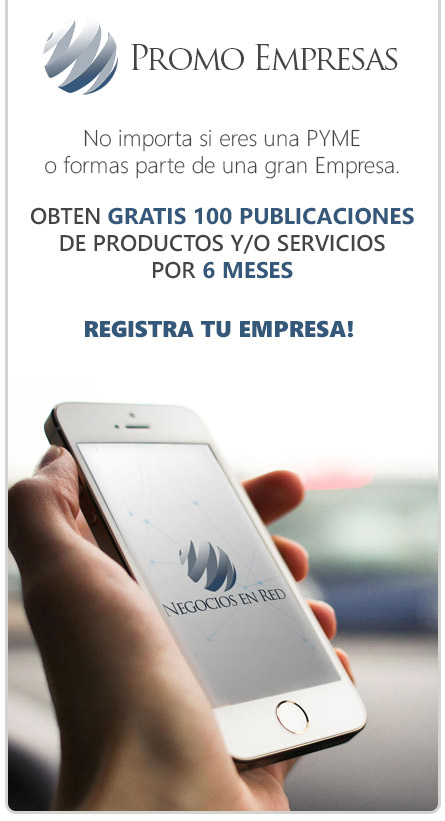 PROMO EMPRESAS
No importa si eres una PYME
o formas parte de una gran Empresa.
OBTEN GRATIS 100 PUBLICACIONES
DE PRODUCTOS Y/O SERVICIOS
POR 6 MESES
REGISTRA TU EMPRESA!
NEGOCIOS EN RED